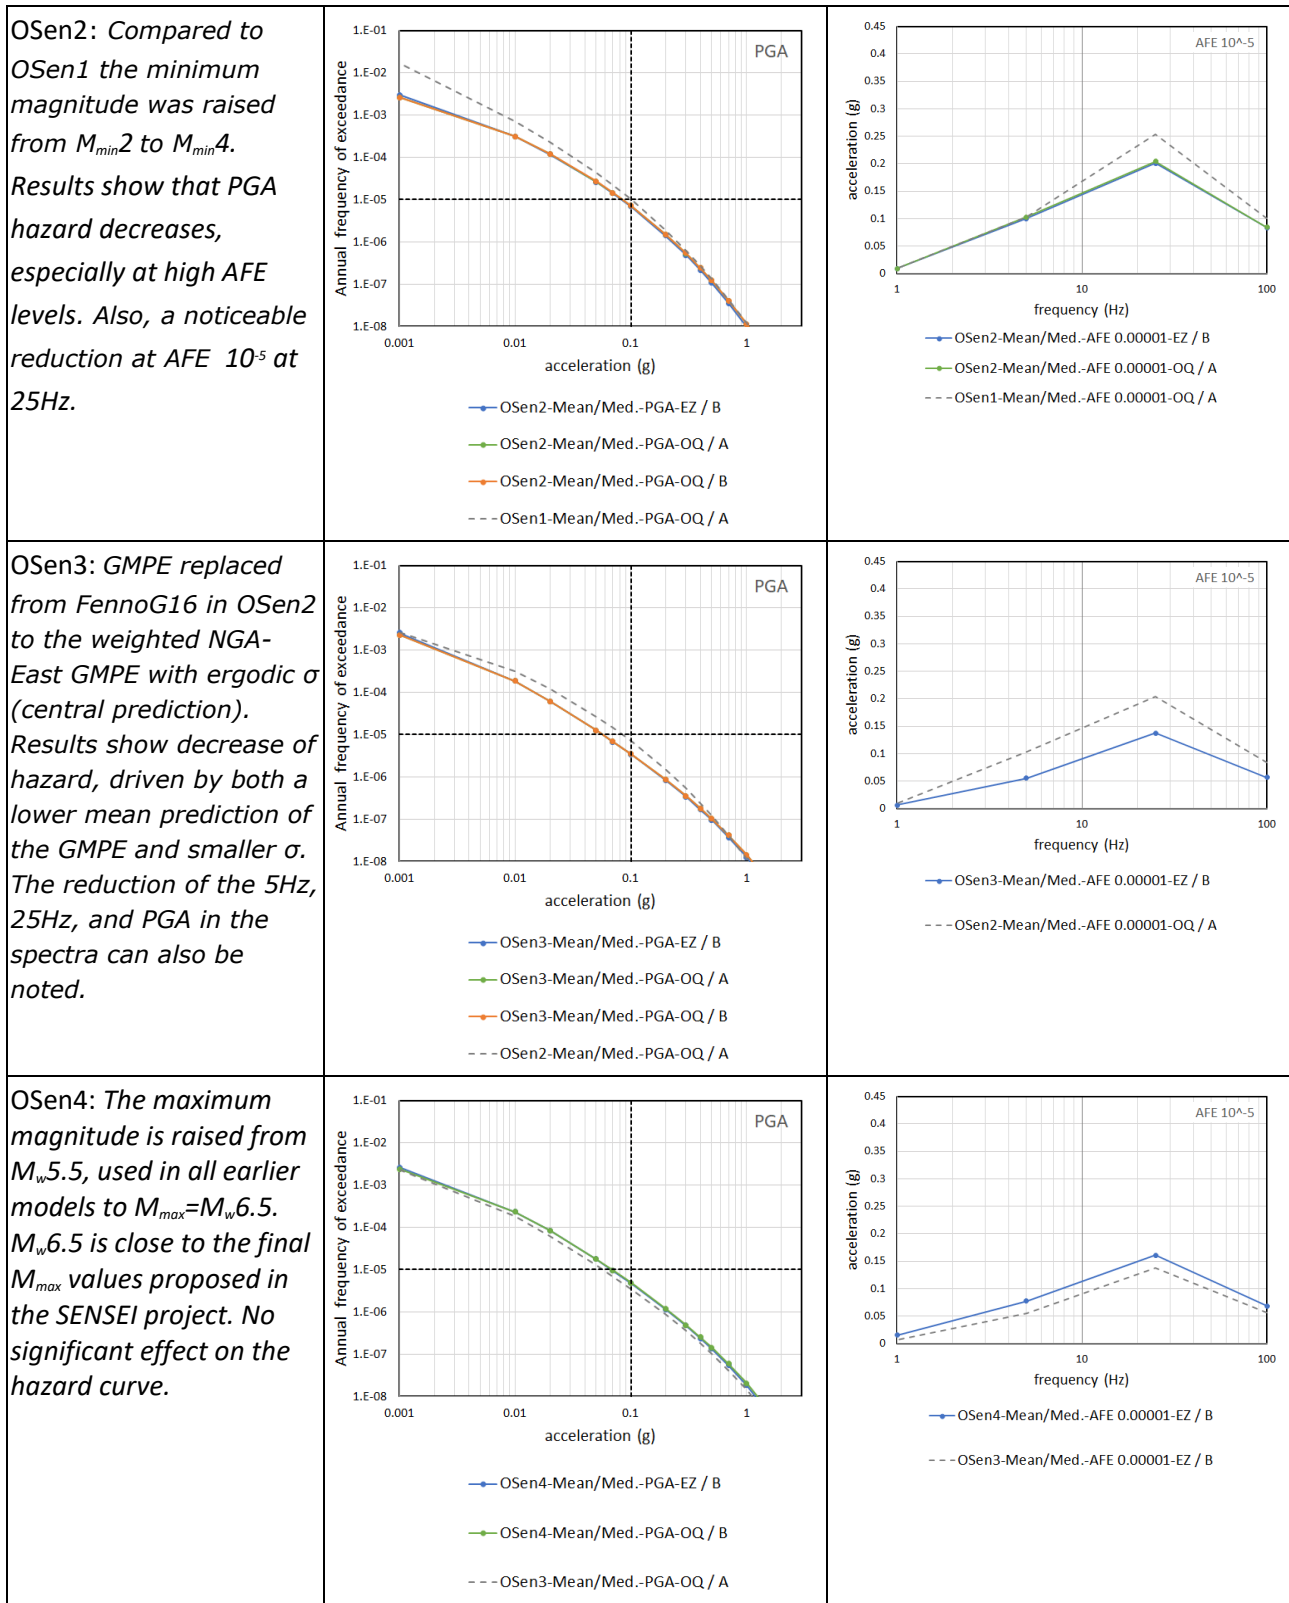 OSen2: Compared to
OSen1 the minimum
magnitude was raised
from Mmin2 to Mmin4.
Results show that PGA
hazard decreases,
especially at high AFE
levels. Also, a noticeable
reduction at AFE 10-5 at
25Hz.
Annual frequency of exceedance
1.E-01
1.E-02
1.E-03
1.E-04
1.E-05
1.E-06
1.E-07
1.E-08
PGA
0.001 0.01 0.1 1
acceleration (g)
OSen2-Mean/Med.-PGA-EZ / B
OSen2-Mean/Med.-PGA-OQ / A
OSen2-Mean/Med.-PGA-OQ / B
OSen1-Mean/Med.-PGA-OQ / A
acceleration (g)
0.45
0.4
0.35
0.3
0.25
0.2
0.15
0.1
0.05
0
AFE 10^-5
1 10 100
frequency (Hz)
OSen2-Mean/Med.-AFE 0.00001-EZ / B
OSen2-Mean/Med.-AFE 0.00001-OQ / A
OSen1-Mean/Med.-AFE 0.00001-OQ / A
OSen3: GMPE replaced
from FennoG16 in OSen2
to the weighted NGA-
East GMPE with ergodic σ
(central prediction).
Results show decrease of
hazard, driven by both a
lower mean prediction of
the GMPE and smaller σ.
The reduction of the 5Hz,
25Hz, and PGA in the
spectra can also be
noted.
Annual frequency of exceedance
1.E-01
1.E-02
1.E-03
1.E-04
1.E-05
1.E-06
1.E-07
1.E-08
PGA
0.001 0.01 0.1 1
acceleration (g)
OSen3-Mean/Med.-PGA-EZ / B
OSen3-Mean/Med.-PGA-OQ / A
OSen3-Mean/Med.-PGA-OQ / B
OSen2-Mean/Med.-PGA-OQ / A
acceleration (g)
0.45
0.4
0.35
0.3
0.25
0.2
0.15
0.1
0.05
0
AFE 10^-5
1 10 100
frequency (Hz)
OSen3-Mean/Med.-AFE 0.00001-EZ / B
OSen2-Mean/Med.-AFE 0.00001-OQ / A
OSen4: The maximum
magnitude is raised from
Mw5.5, used in all earlier
models to Mmax=Mw6.5.
Mw6.5 is close to the final
Mmax values proposed in
the SENSEI project. No
significant effect on the
hazard curve.
Annual frequency of exceedance
1.E-01
1.E-02
1.E-03
1.E-04
1.E-05
1.E-06
1.E-07
1.E-08
PGA
0.001 0.01 0.1 1
acceleration (g)
OSen4-Mean/Med.-PGA-EZ / B
OSen4-Mean/Med.-PGA-OQ / B
OSen3-Mean/Med.-PGA-OQ / A
acceleration (g)
0.45
0.4
0.35
0.3
0.25
0.2
0.15
0.1
0.05
0
AFE 10^-5
1 10 100
frequency (Hz)
OSen4-Mean/Med.-AFE 0.00001-EZ / B
OSen3-Mean/Med.-AFE 0.00001-EZ / B